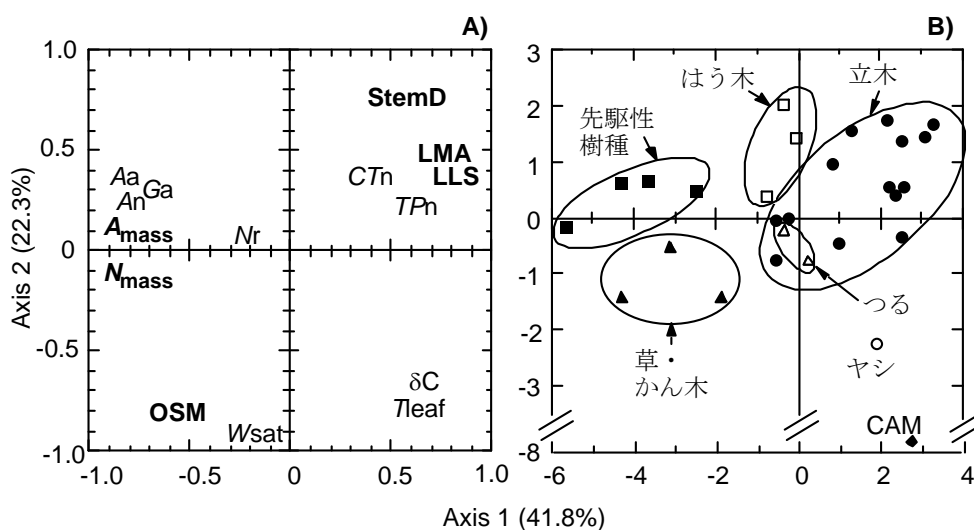 A)
StemD
LMA
LLS
CTn
TPn
Aa
Ga
An
Amass
Nr
Nmass
OSM
Wsat
δC
Tleaf
1.0
0.5
0
-0.5
-1.0
-1.0
-0.5
0.0
0.5
1.0
Axis 2 (22.3%)
B)
はう木
立木
先駆性
樹種
つる
草・
かん木
ヤシ
CAM
3
2
1
0
-1
-2
-3
-8
-6
-4
-2
0
2
4
Axis 1 (41.8%)